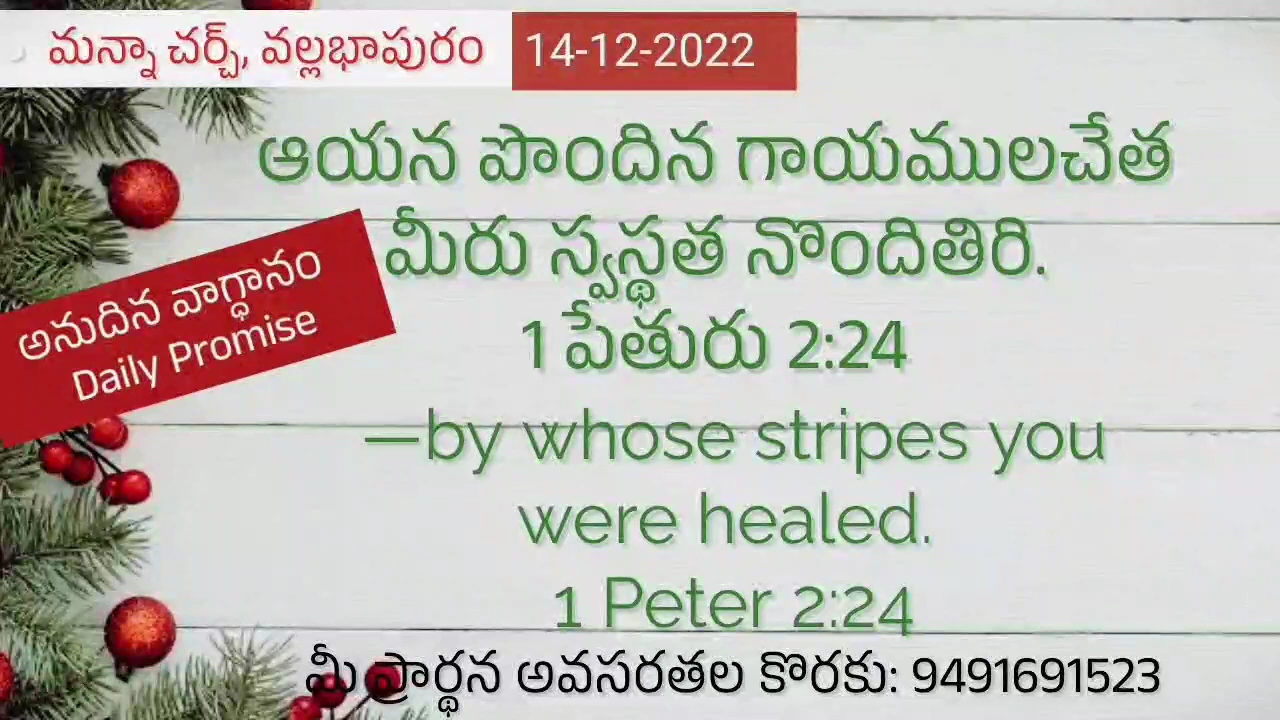 మన్నా చర్చ్, వల్లభాపురం 14-12-2022
ఆయన పొందిన గాయములచేత
మీరు స్వస్థత నొందితిరి.
1 పేతురు 2:24
అనుదిన వాగ్ధానం
Daily Promise
—by whose stripes you
were healed.
1 Peter 2:24
మీ ప్రార్థన అవసరతల కొరకు: 9491691523